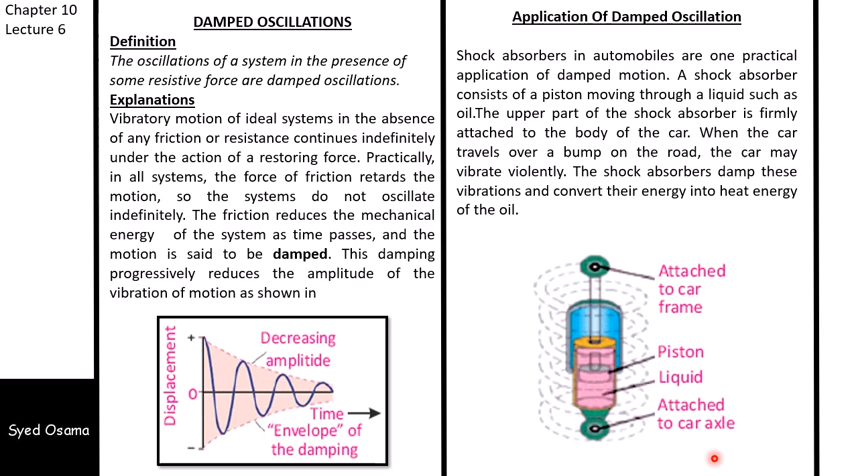 Chapter 10
Lecture 6
DAMPED OSCILLATIONS
Definition
The oscillations of a system in the presence of
some resistive force are damped oscillations.
Explanations
Vibratory motion of ideal systems in the absence
of any friction or resistance continues indefinitely
under the action of a restoring force. Practically,
in all systems, the force of friction retards the
motion, so the systems do not oscillate
indefinitely. The friction reduces the mechanical
energy of the system as time passes, and the
motion is said to be damped. This damping
progressively reduces the amplitude of the
vibration of motion as shown in
Displacement
+
0
-
Decreasing
amplitide
Time
"Envelope" of
the damping
Syed Osama
Application Of Damped Oscillation
Shock absorbers in automobiles are one practical
application of damped motion. A shock absorber
consists of a piston moving through a liquid such as
oil.The upper part of the shock absorber is firmly
attached to the body of the car. When the car
travels over a bump on the road, the car may
vibrate violently. The shock absorbers damp these
vibrations and convert their energy into heat energy
of the oil.
Attached
to car
frame
Piston
Liquid
Attached
to car axle